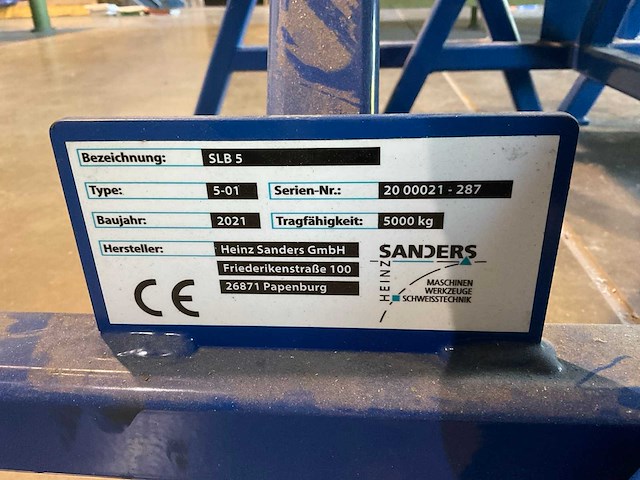 Bezeichnung: SLB 5
Type: 5-01 Serien-Nr.: 20 00021 - 287
Baujahr: 2021 Tragfähigkeit: 5000 kg
Hersteller: Heinz Sanders GmbH
Friederikenstraße 100
26871 Papenburg
CE
HEINZ
SANDERS
MASCHINEN
WERKZEUGE
SCHWEISSTECHNIK